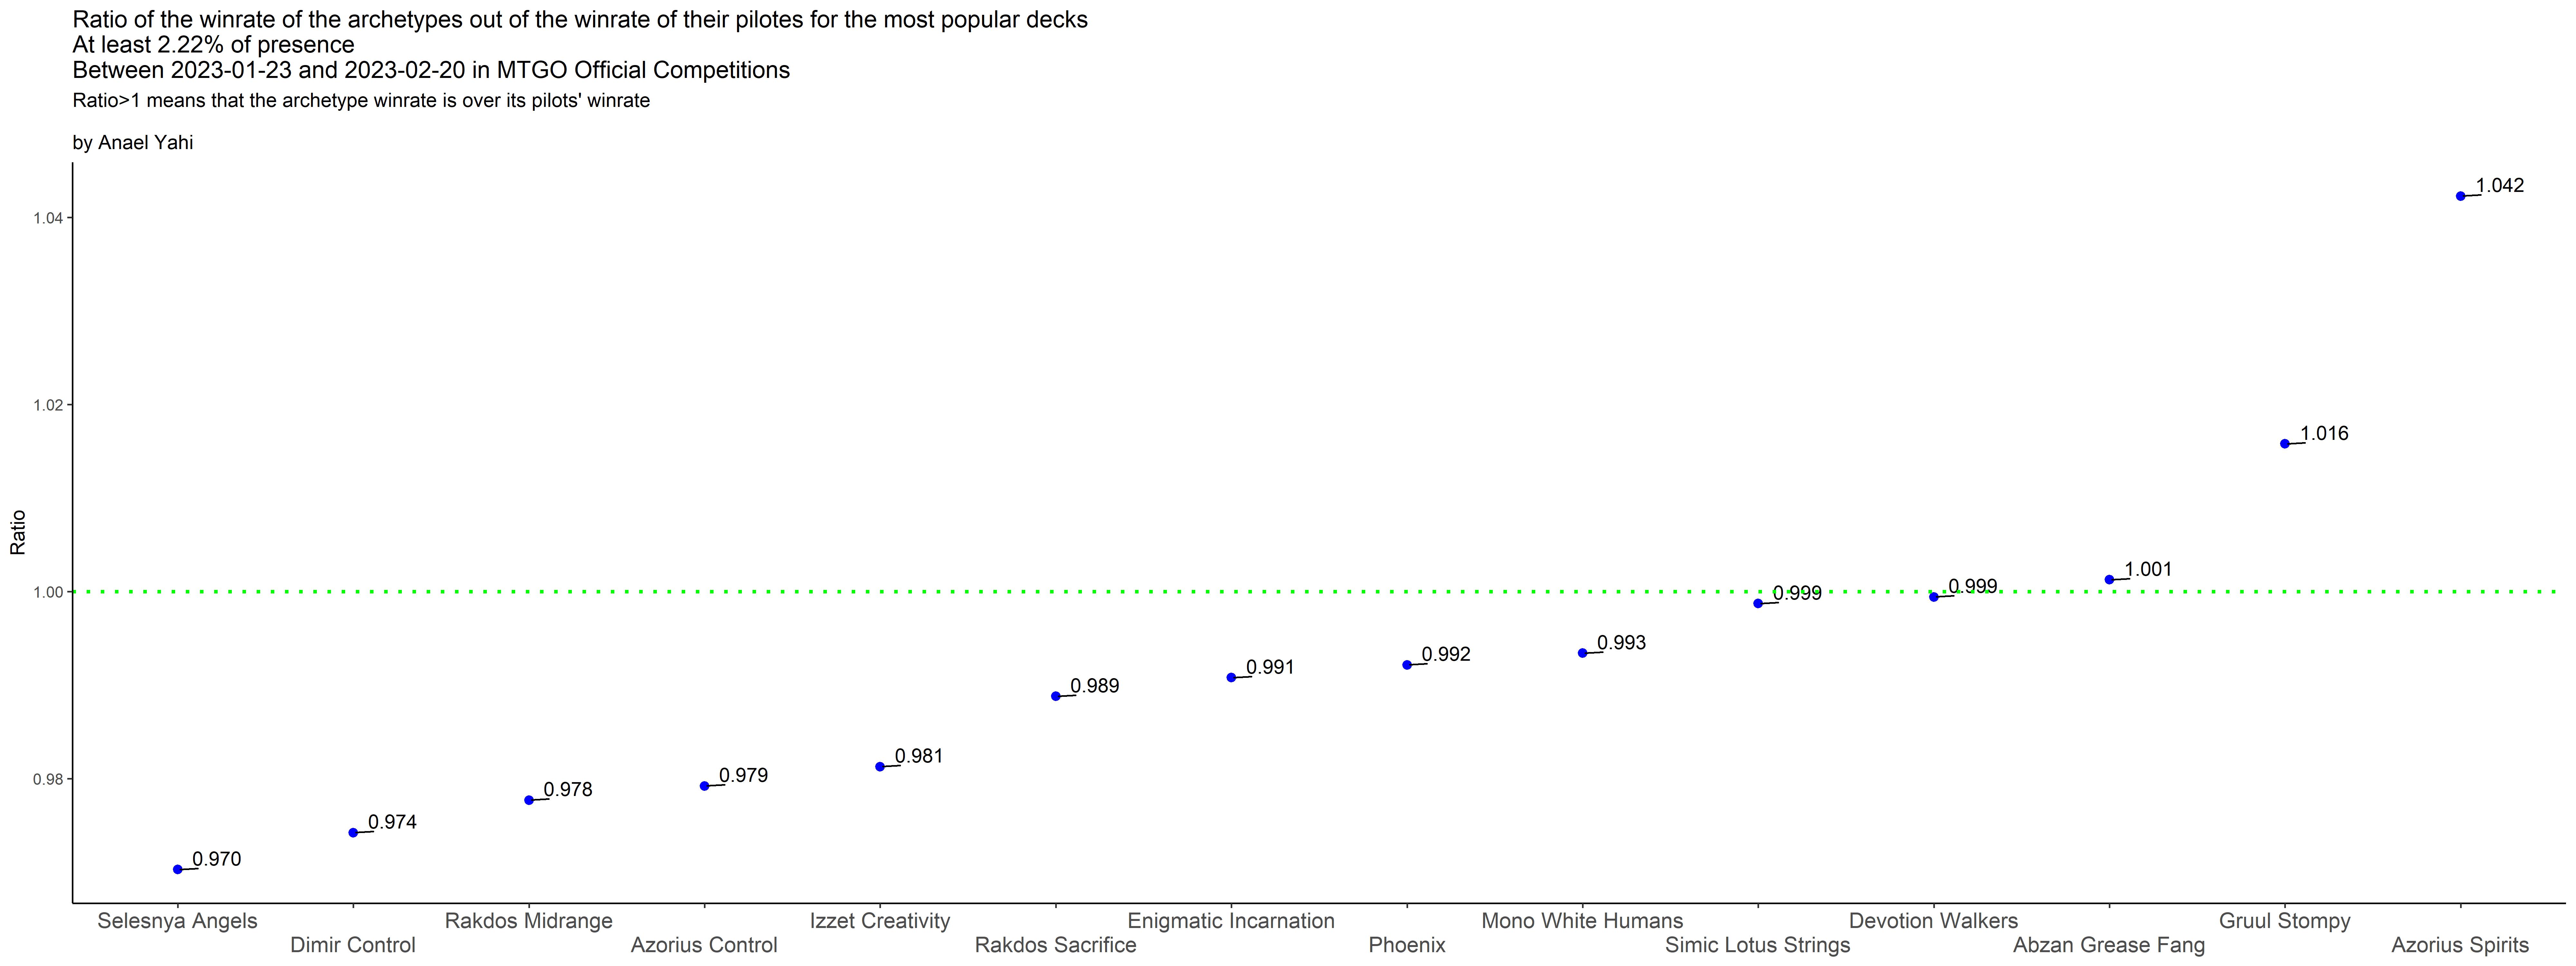 Ratio of the winrate of the archetypes out of the winrate of their pilotes for the most popular decks
At least 2.22% of presence
Between 2023-01-23 and 2023-02-20 in MTGO Official Competitions
Ratio>1 means that the archetype winrate is over its pilots' winrate
by Anael Yahi
1.042
1.04
1.02
1.016
Ratio
1.001
1.00
0.999
0.999
0.993
0.992
0.991
0.989
0.981
0.98
0.979
0.978
0.974
0.970
Selesnya Angels
Dimir Control
Rakdos Midrange
Azorius Control
Izzet Creativity
Rakdos Sacrifice
Enigmatic Incarnation
Phoenix
Mono White Humans
Simic Lotus Strings
Devotion Walkers
Abzan Grease Fang
Gruul Stompy
Azorius Spirits